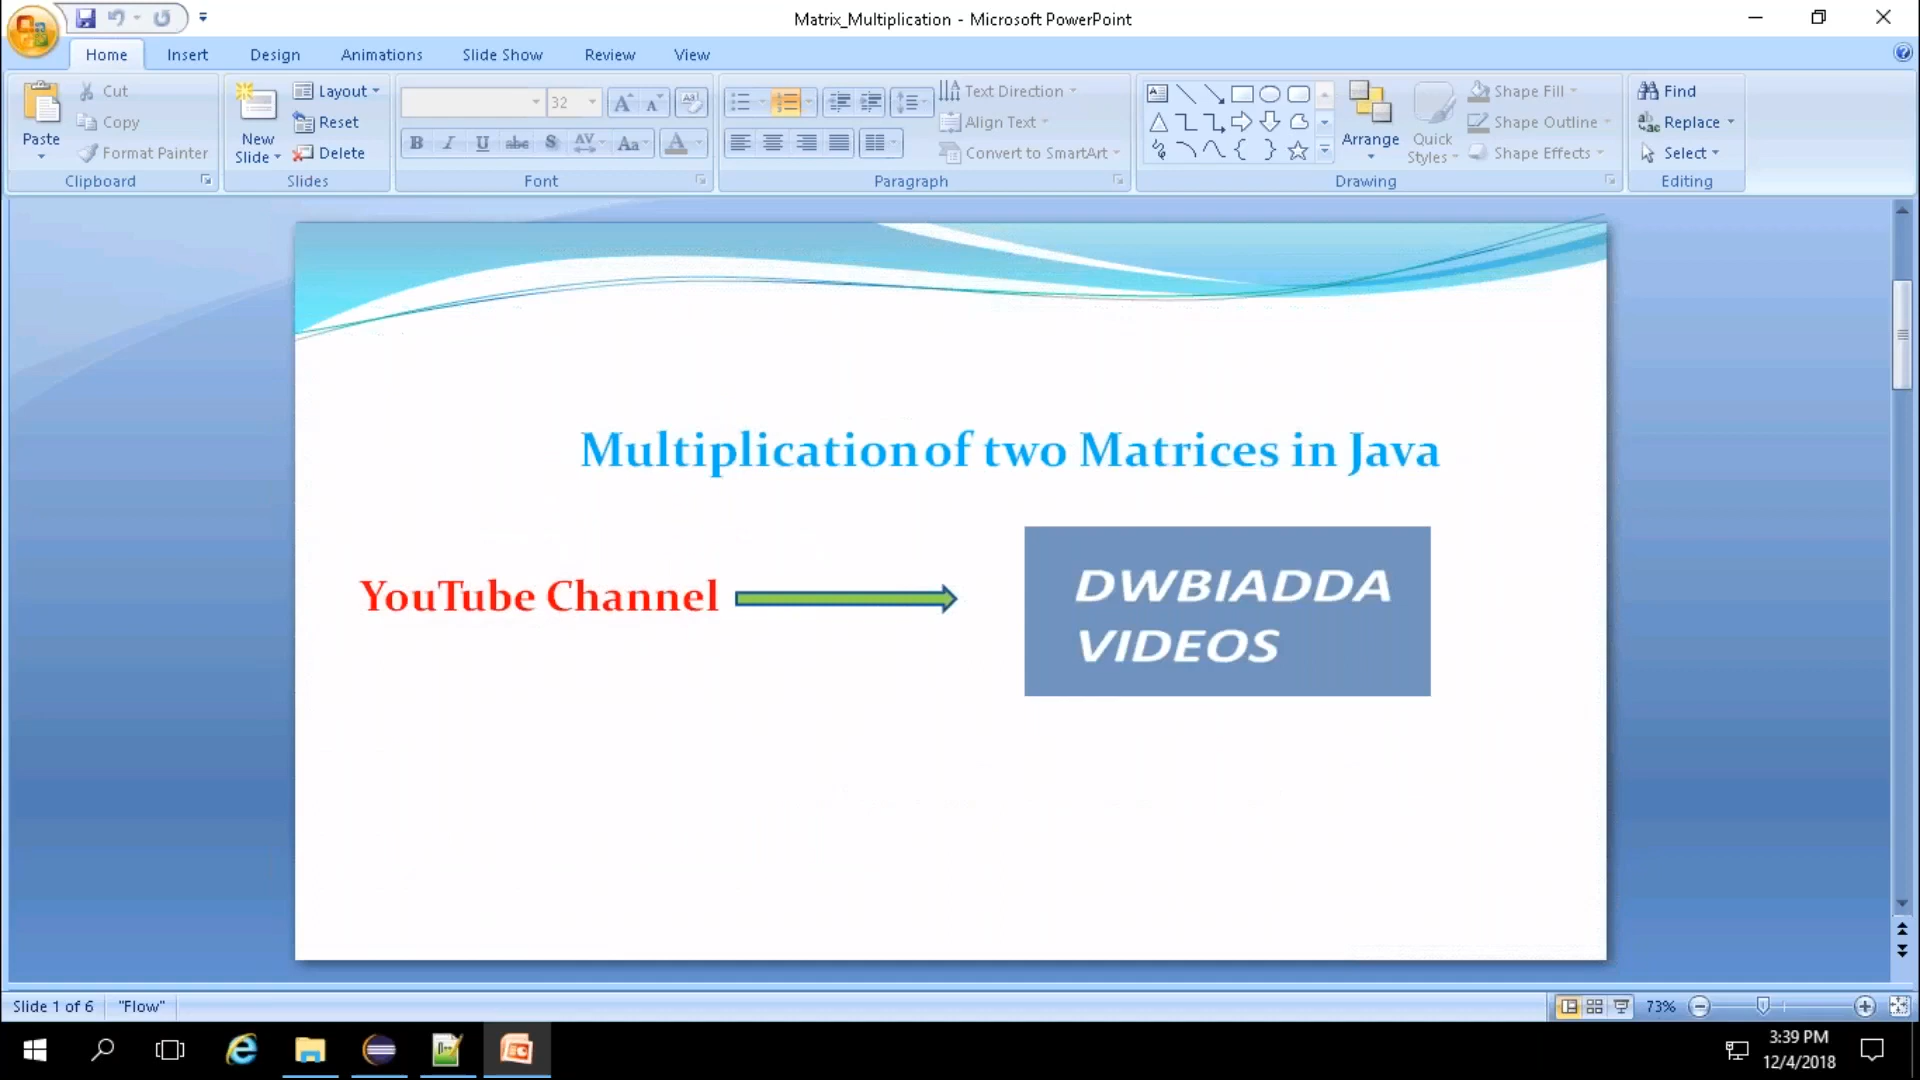 Matrix_Multiplication - Microsoft PowerPoint
Home Insert Design Animations Slide Show Review View
Paste
Cut
Copy
Format Painter
Clipboard
New Slide
Layout
Reset
Delete
Slides
32
B I U abc S AV Aa A
Font
Text Direction
Align Text
Convert to SmartArt
Paragraph
Arrange
Quick Styles
Shape Fill
Shape Outline
Shape Effects
Drawing
Find
Replace
Select
Editing
Multiplication of two Matrices in Java
YouTube Channel
DWBIADDA
VIDEOS
Slide 1 of 6 "Flow" 73%
3:39 PM
12/4/2018